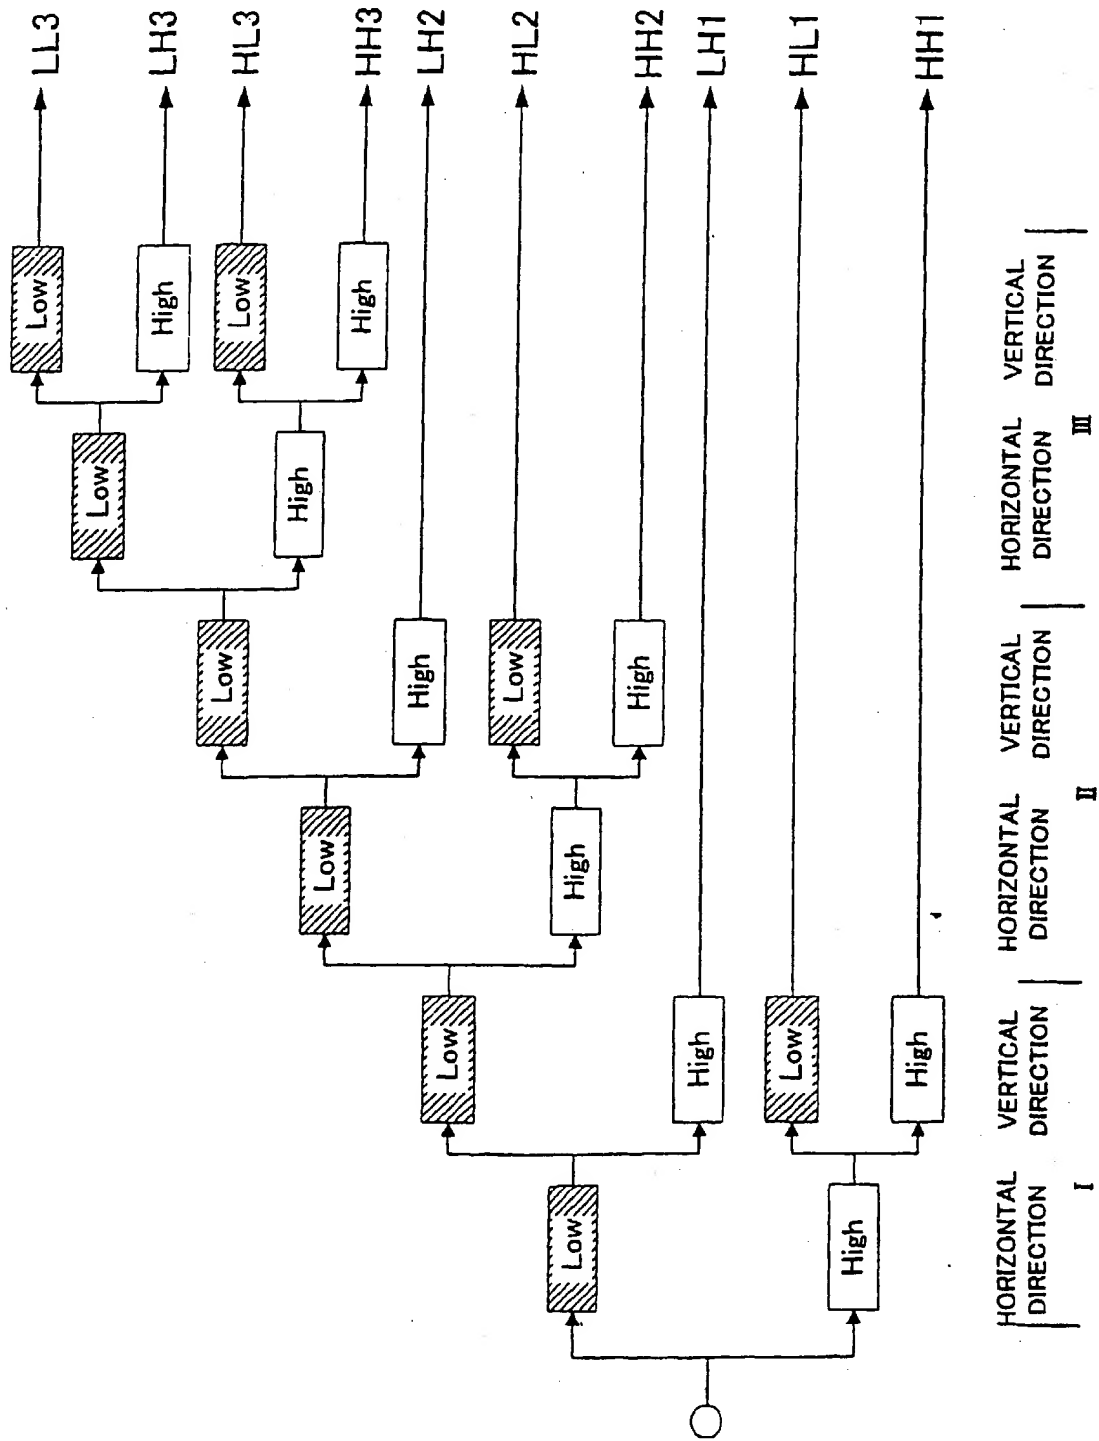 LL3
LH3
HL3
HH3
LH2
HL2
HH2
LH1
HL1
HH1
Low
High
Low
High
Low
High
Low
High
Low
High
Low
High
Low
High
Low
High
Low
High
HORIZONTAL
DIRECTION
VERTICAL
DIRECTION
I
HORIZONTAL
DIRECTION
VERTICAL
DIRECTION
II
HORIZONTAL
DIRECTION
VERTICAL
DIRECTION
III